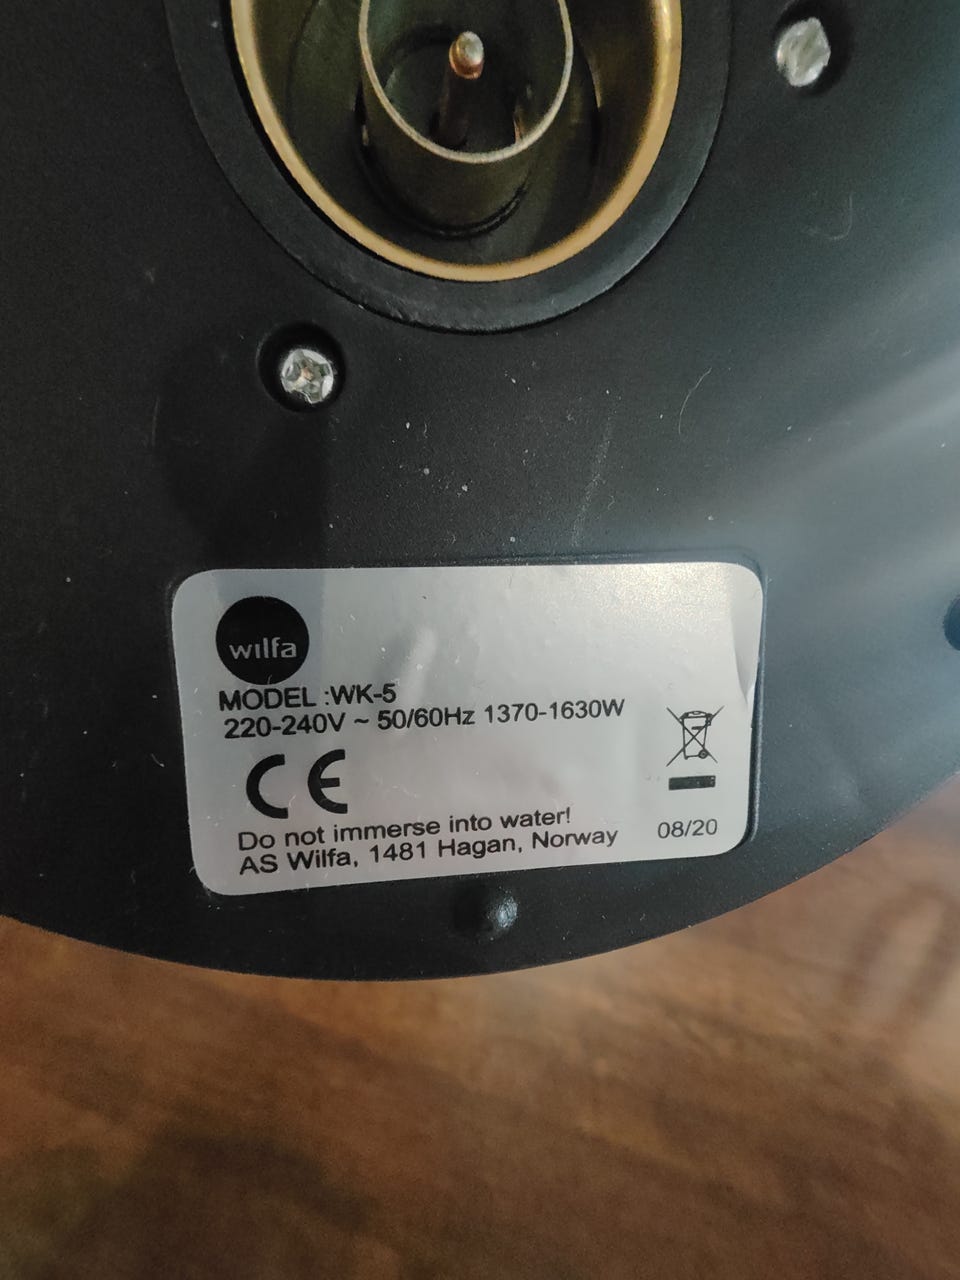 wilfa
MODEL :WK-5
220-240V ~ 50/60Hz 1370-1630W
CE
Do not immerse into water!
AS Wilfa, 1481 Hagan, Norway
08/20